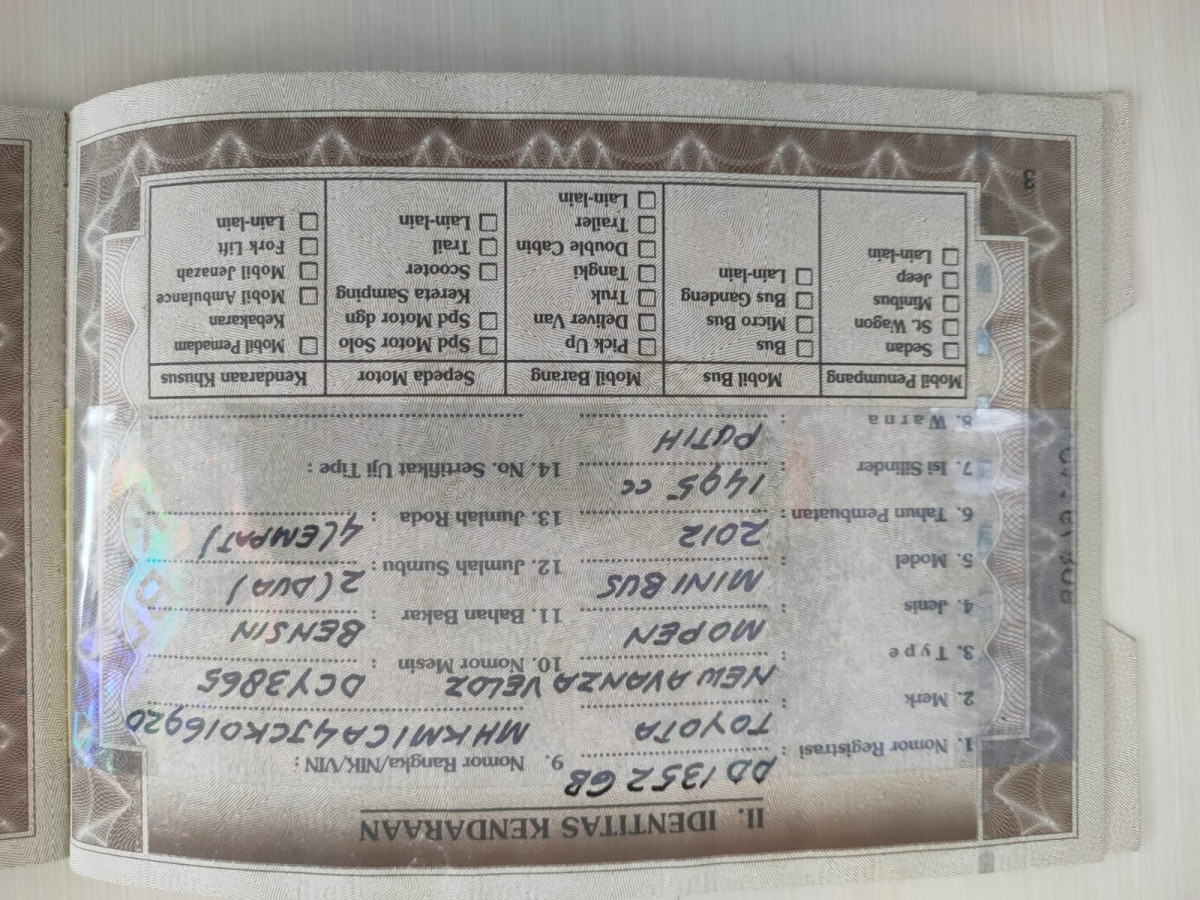 II. IDENTITAS KENDARAAN
1. Nomor Registrasi : DD 1352 GB
9. Nomor Rangka/NIK/VIN :
2. Merk : TOYOTA
MHKM1CA4JCK016920
3. Type : NEW AVANZA VELOZ
10. Nomor Mesin : DCY3865
4. Jenis : MOPEN
11. Bahan Bakar : BENSIN
5. Model : MINIBUS
12. Jumlah Sumbu : 2 (DUA)
6. Tahun Pembuatan : 2012
13. Jumlah Roda : 4 (EMPAT)
7. Isi Silinder : 1495 cc
14. No. Sertifikat Uji Tipe :
8. Warna : PUTIH
Mobil Penumpang
Sedan
St. Wagon
Minibus
Jeep
Lain-lain
Mobil Bus
Bus
Micro Bus
Bus Gandeng
Lain-lain
Mobil Barang
Pick Up
Deliver Van
Truk
Tangki
Double Cabin
Trailer
Lain-lain
Sepeda Motor
Spd Motor Solo
Spd Motor dgn
Kereta Samping
Scooter
Trail
Lain-lain
Kendaraan Khusus
Mobil Pemadam
Kebakaran
Mobil Ambulance
Mobil Jenazah
Fork Lift
Lain-lain
3